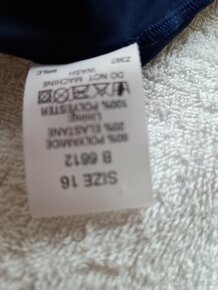 SIZE 16
B 6612
80% POLYAMIDE
20% ELASTANE
Lining:
100% POLYESTER
DO NOT MACHINE
WASH